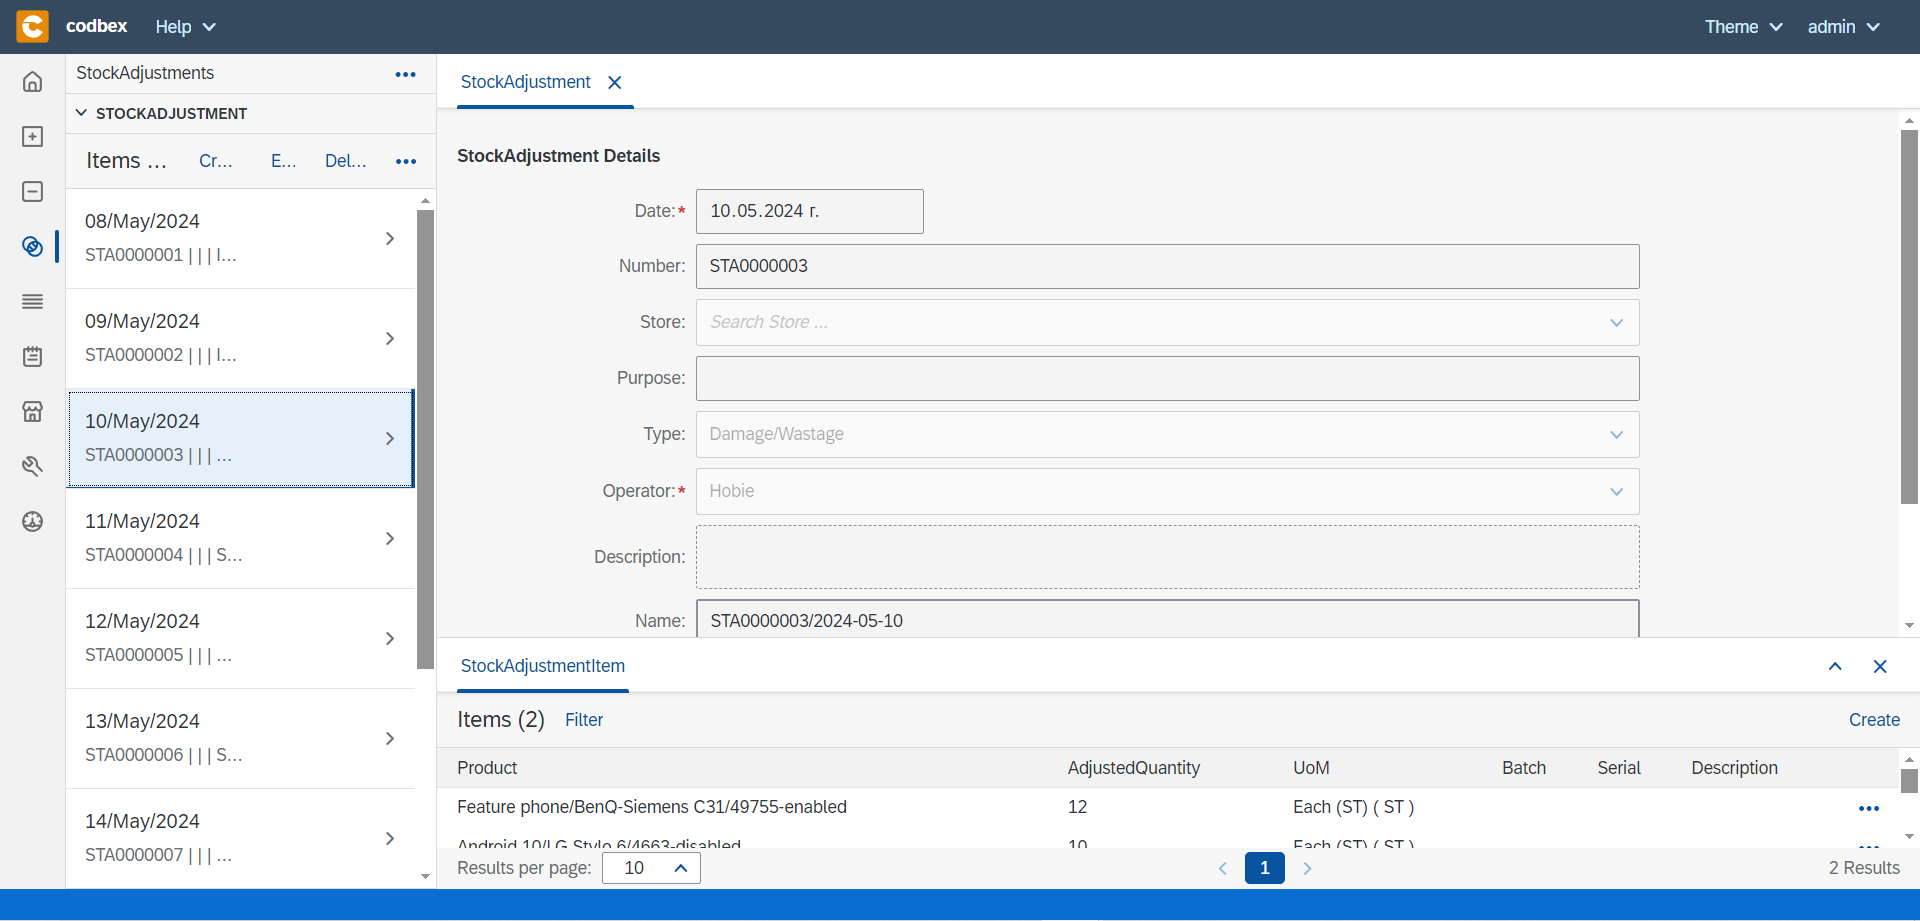 codbex Help Theme admin
StockAdjustments
STOCKADJUSTMENT
Items ... Cr... E... Del...
08/May/2024
STA0000001 | | | I...
09/May/2024
STA0000002 | | | I...
10/May/2024
STA0000003 | | | ...
11/May/2024
STA0000004 | | | S...
12/May/2024
STA0000005 | | | ...
13/May/2024
STA0000006 | | | S...
14/May/2024
STA0000007 | | | ...
StockAdjustment
StockAdjustment Details
Date:* 10.05.2024 г.
Number: STA0000003
Store: Search Store ...
Purpose:
Type: Damage/Wastage
Operator:* Hobie
Description:
Name: STA0000003/2024-05-10
StockAdjustmentItem
Items (2) Filter Create
Product AdjustedQuantity UoM Batch Serial Description
Feature phone/BenQ-Siemens C31/49755-enabled 12 Each (ST) ( ST )
Android 10/LG Stylo 6/4663-disabled 10 Each (ST) ( ST )
Results per page: 10 1 2 Results